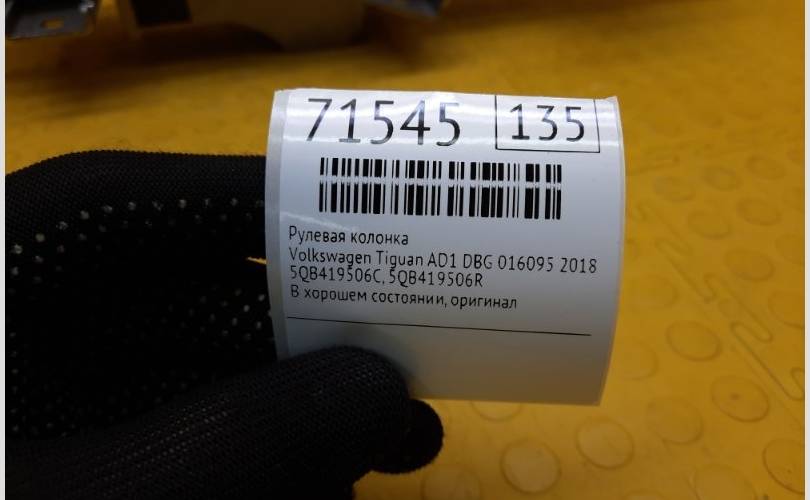 71545 135
Рулевая колонка
Volkswagen Tiguan AD1 DBG 016095 2018
5QB419506C, 5QB419506R
В хорошем состоянии, оригинал